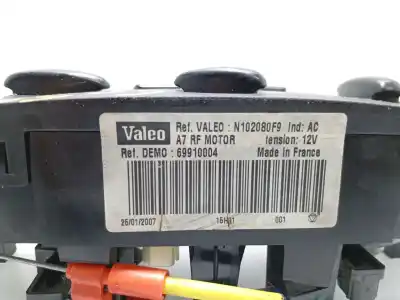 Valeo
Ref. VALEO : N102080F9 Ind: AC
A7 RF MOTOR tension: 12V
Ref. DEMO : 69910004 Made in France
25/01/2007 15H31 001